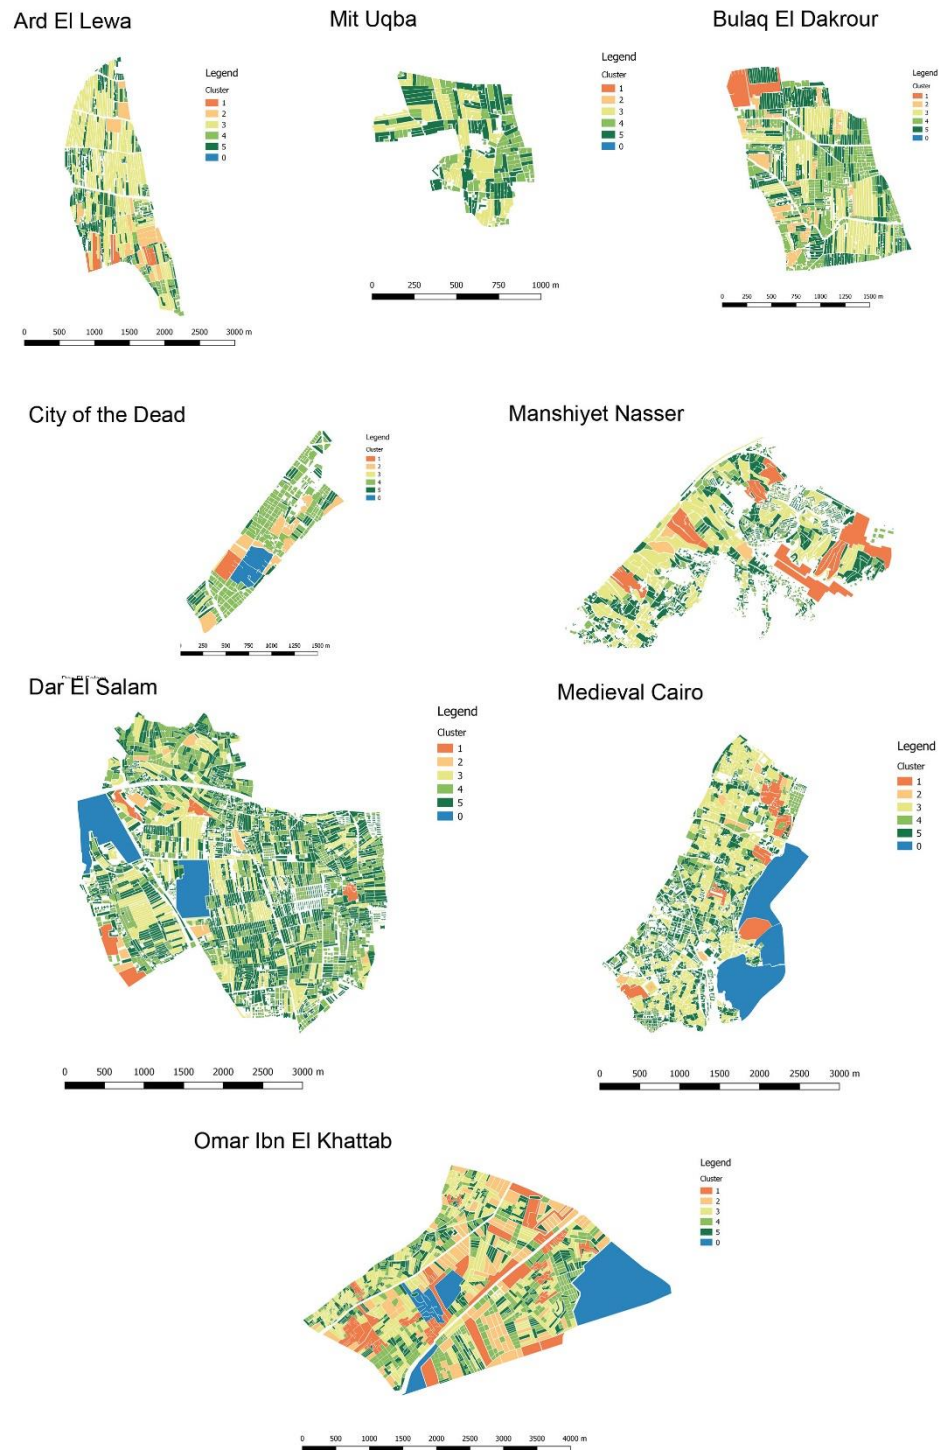 Ard El Lewa
Legend
Cluster
1
2
3
4
5
0
0 500 1000 1500 2000 2500 3000 m
Mit Uqba
Legend
Cluster
1
2
3
4
5
0
0 250 500 750 1000 m
Bulaq El Dakrour
Legend
Cluster
1
2
3
4
5
0
0 250 500 750 1000 1250 1500 m
City of the Dead
Legend
Cluster
1
2
3
4
5
0
250 500 750 1000 1250 1500 m
Manshiyet Nasser
Dar El Salam
Legend
Cluster
1
2
3
4
5
0
0 500 1000 1500 2000 2500 3000 m
Medieval Cairo
Legend
Cluster
1
2
3
4
5
0
0 500 1000 1500 2000 2500 3000 m
Omar Ibn El Khattab
Legend
Cluster
1
2
3
4
5
0
0 500 1000 1500 2000 2500 3000 3500 4000 m